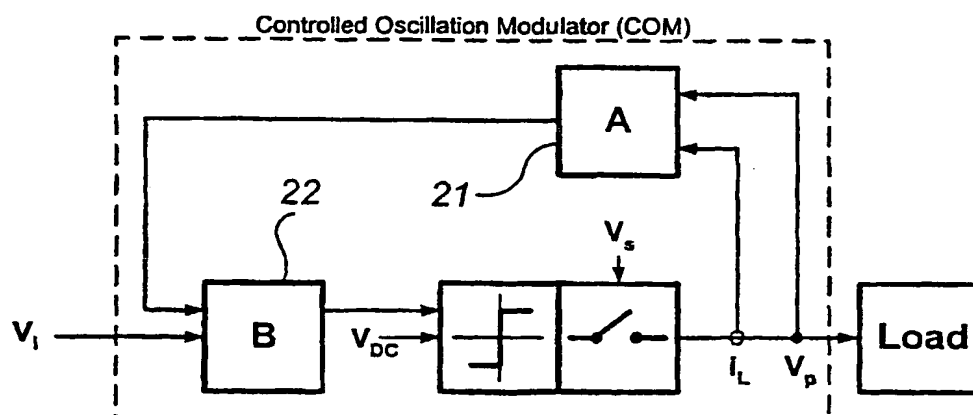 Controlled Oscillation Modulator (COM)
A
21
22
Vs
Vi
B
VDC
iL
Vp
Load